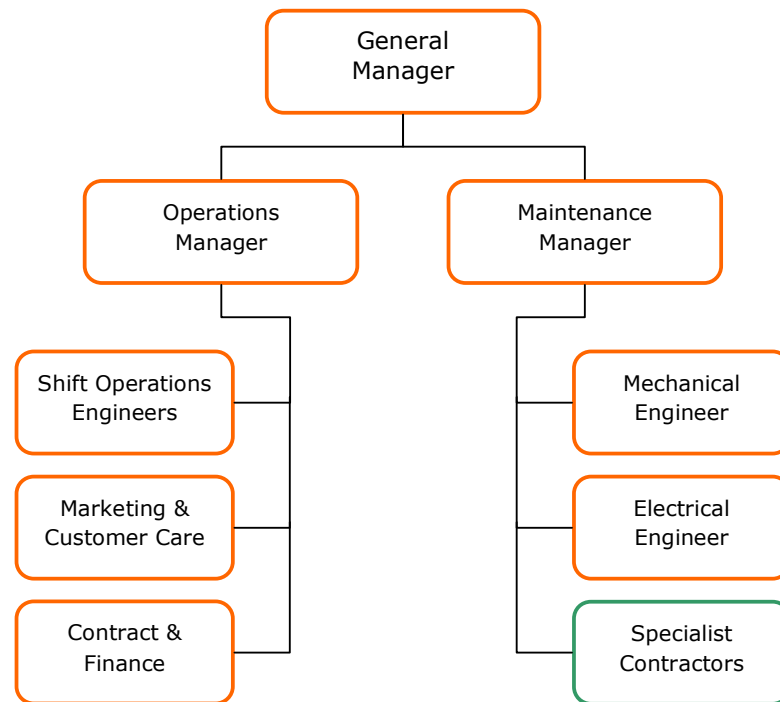 General
Manager
Operations
Manager
Maintenance
Manager
Shift Operations
Engineers
Mechanical
Engineer
Marketing &
Customer Care
Electrical
Engineer
Contract &
Finance
Specialist
Contractors